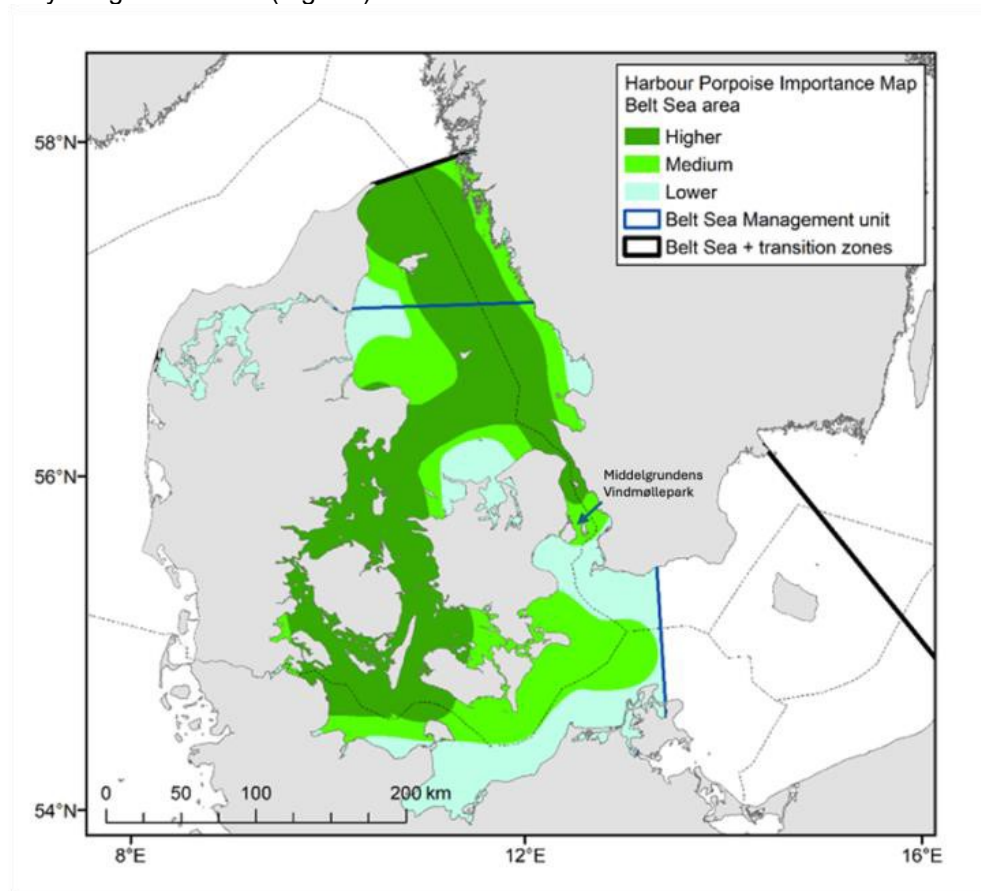 Harbour Porpoise Importance Map
Belt Sea area
Higher
Medium
Lower
Belt Sea Management unit
Belt Sea + transition zones
58°N
56°N
Middelgrundens
Vindmøllepark
54°N
0 50 100 200 km
8°E 12°E 16°E